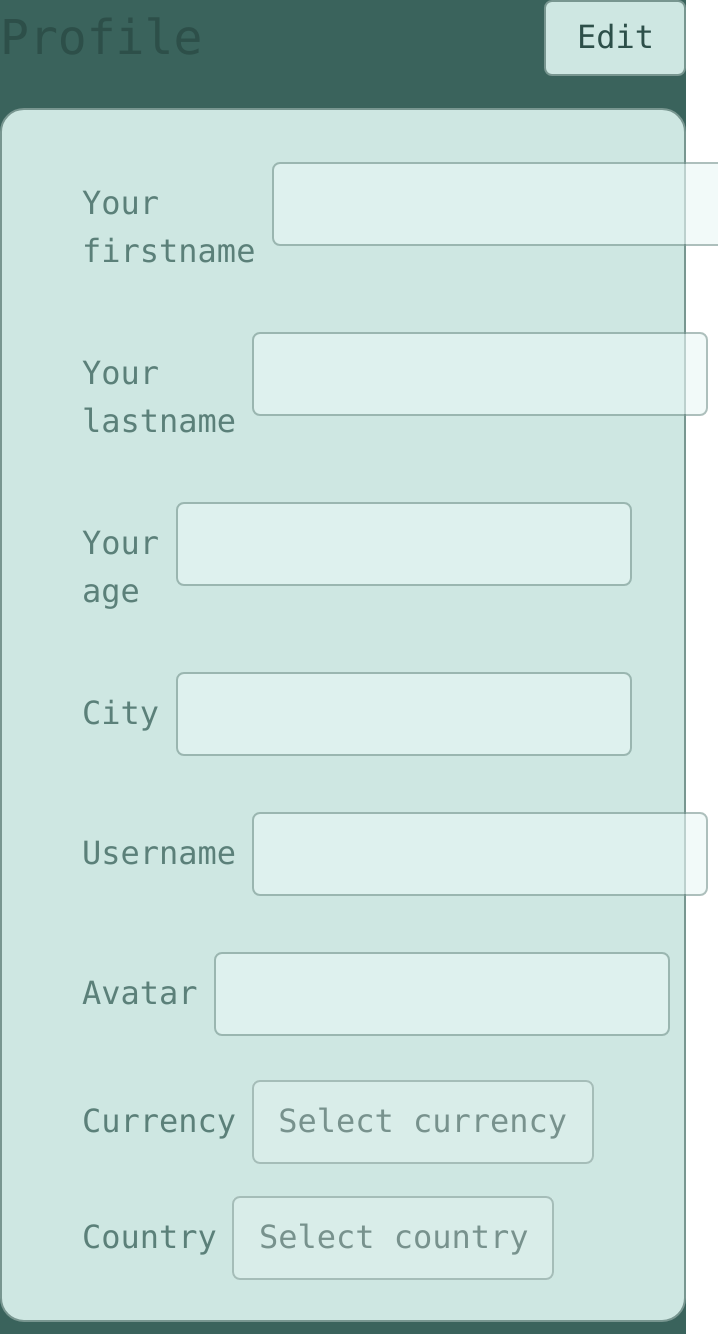 Profile
Edit
Your
firstname
Your
lastname
Your
age
City
Username
Avatar
Currency
Select currency
Country
Select country